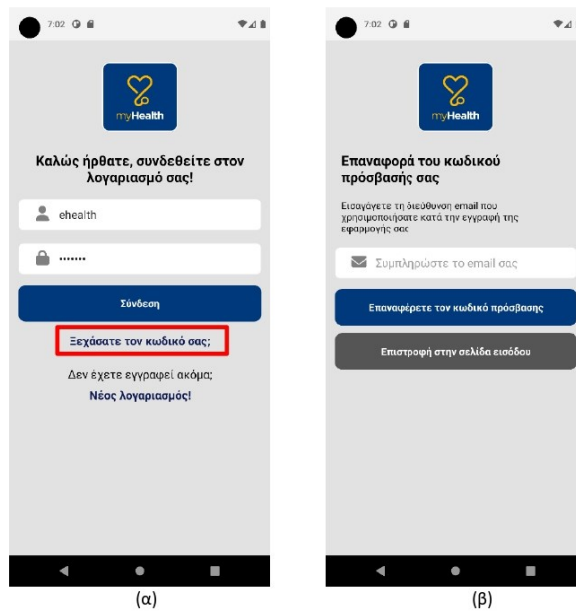 7:02
myHealth
Καλώς ήρθατε, συνδεθείτε στον
λογαριασμό σας!
ehealth
•••••••
Σύνδεση
Ξεχάσατε τον κωδικό σας;
Δεν έχετε εγγραφεί ακόμα;
Νέος λογαριασμός!
(α)
7:02
myHealth
Επαναφορά του κωδικού
πρόσβασής σας
Εισαγάγετε τη διεύθυνση email που
χρησιμοποιήσατε κατά την εγγραφή της
εφαρμογής σας
Συμπληρώστε το email σας
Επαναφέρετε τον κωδικό πρόσβασης
Επιστροφή στην σελίδα εισόδου
(β)